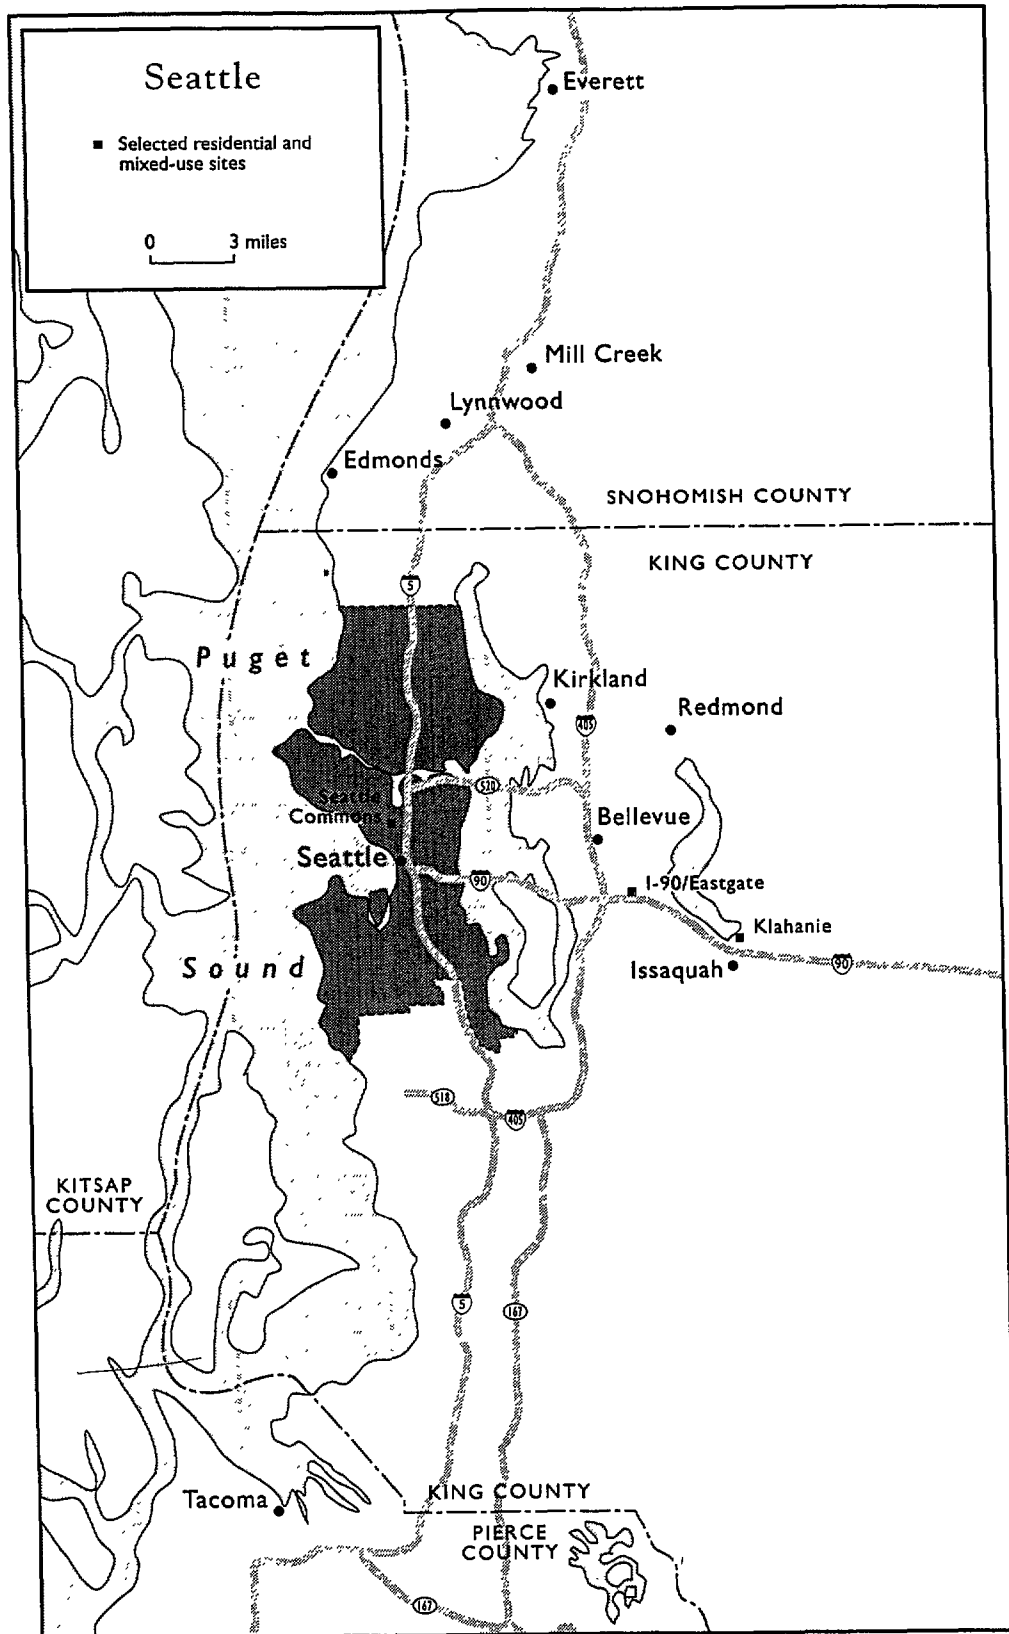 Seattle
Selected residential and
mixed-use sites
0 3 miles
Everett
Mill Creek
Lynnwood
Edmonds
SNOHOMISH COUNTY
KING COUNTY
5
Puget
Kirkland
Redmond
405
520
Seattle
Commons
Bellevue
Seattle
90
I-90/Eastgate
Klahanie
Sound
Issaquah
90
518
405
KITSAP
COUNTY
5
167
Tacoma
KING COUNTY
PIERCE
COUNTY
167